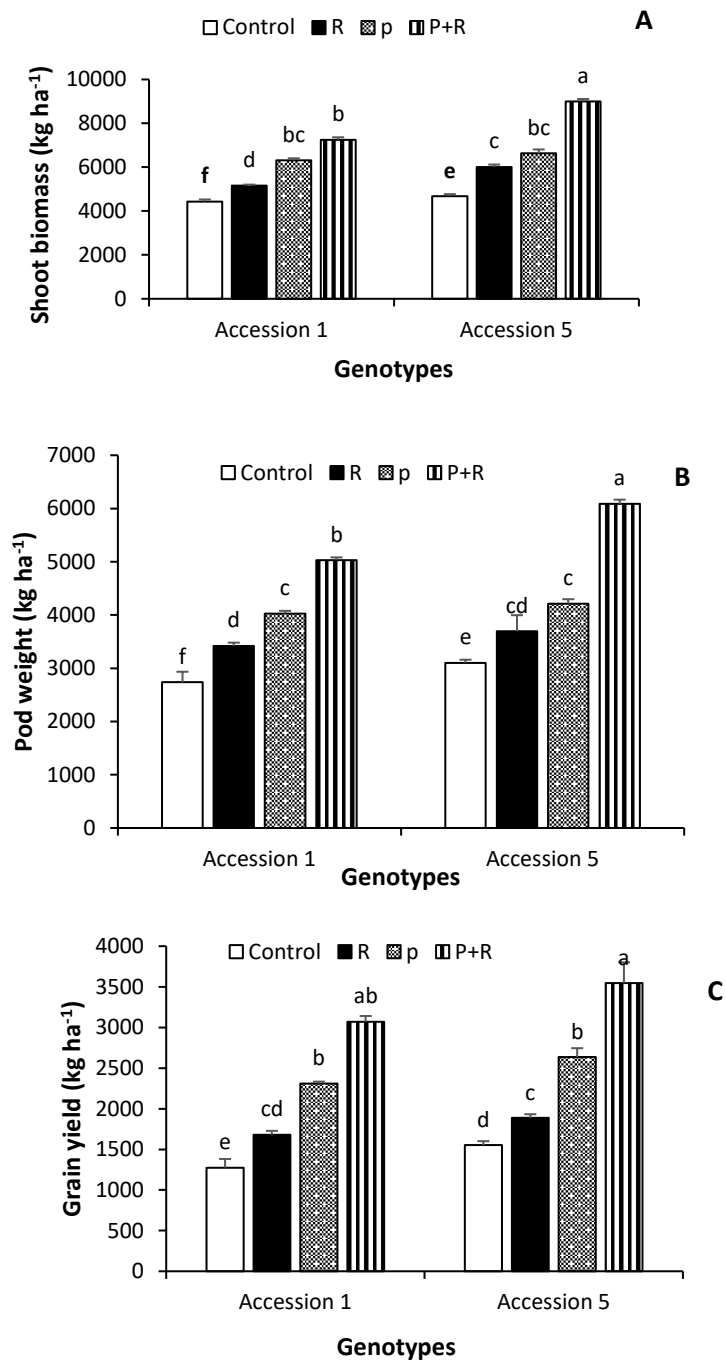 Control R p P+R
A
Shoot biomass (kg ha⁻¹)
10000
8000
6000
4000
2000
0
f d bc b e c bc a
Accession 1 Accession 5
Genotypes
B
Pod weight (kg ha⁻¹)
7000
6000
5000
4000
3000
2000
1000
0
Control R p P+R
f d c b e cd c a
Accession 1 Accession 5
Genotypes
C
Grain yield (kg ha⁻¹)
4000
3500
3000
2500
2000
1500
1000
500
0
Control R p P+R
e cd b ab d c b a
Accession 1 Accession 5
Genotypes